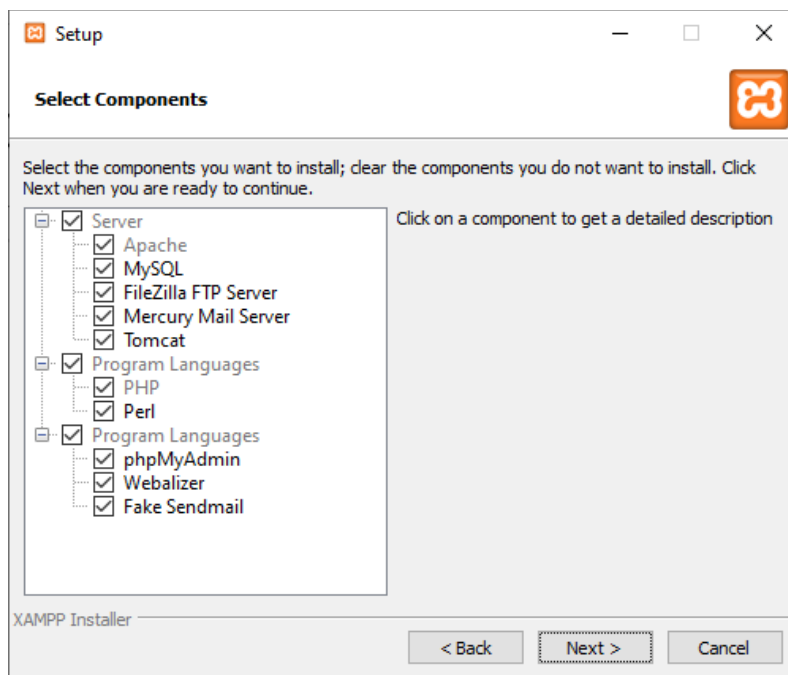 Setup
Select Components
Select the components you want to install; clear the components you do not want to install. Click
Next when you are ready to continue.
Server
Apache
MySQL
FileZilla FTP Server
Mercury Mail Server
Tomcat
Program Languages
PHP
Perl
Program Languages
phpMyAdmin
Webalizer
Fake Sendmail
Click on a component to get a detailed description
XAMPP Installer
< Back
Next >
Cancel